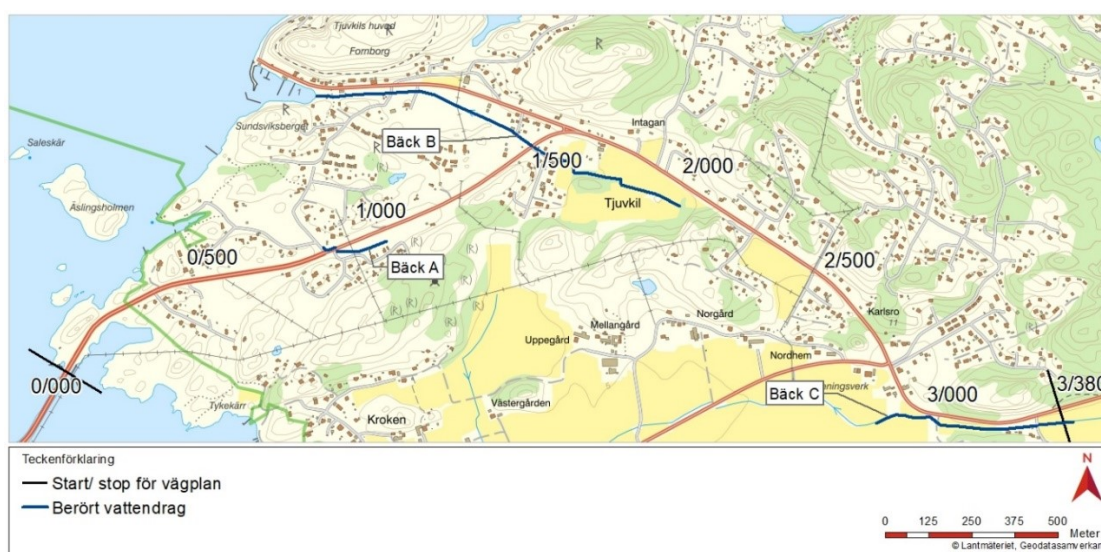 Tjuvkils huvud
Fornborg
R
R
Saleskär
Sundsviksberget
R
Bäck B
Intagan
R
1/500
2/000
(R)
Åslingsholmen
Tjuvkil
1/000
(R)
0/500
(R)
(R)
Bäck A
2/500
(R)
(R)
(R)
Karlsro
Norgård
Mellangård
Uppegård
Nordhem
0/000
3/380
Bäck C
ningsverk
3/000
Västergården
Tykekärr
Kroken
Teckenförklaring
Start/ stop för vägplan
Berört vattendrag
N
0 125 250 375 500
Meter
© Lantmäteriet, Geodatasamverkan